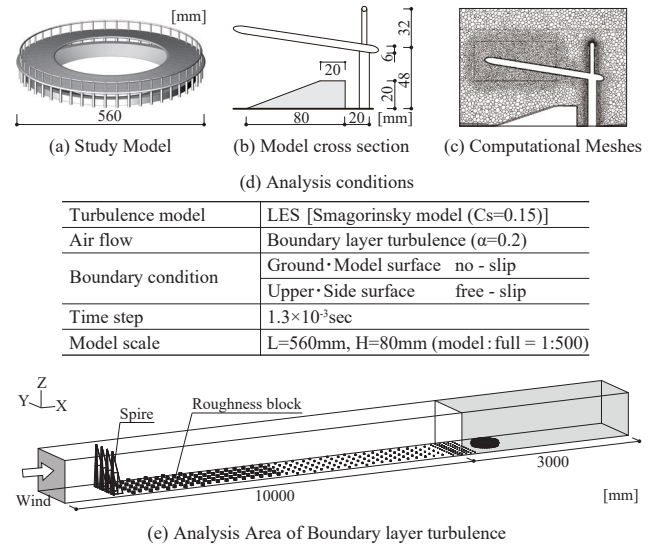 [mm]
560
(a) Study Model
32
6
48
20
20
80
20
[mm]
(b) Model cross section
(c) Computational Meshes
(d) Analysis conditions
Turbulence model LES [Smagorinsky model (Cs=0.15)]
Air flow Boundary layer turbulence (α=0.2)
Boundary condition Ground・Model surface no - slip
Upper・Side surface free - slip
Time step 1.3×10⁻³sec
Model scale L=560mm, H=80mm (model : full = 1:500)
Z
Y X
Spire
Roughness block
Wind
10000
3000
[mm]
(e) Analysis Area of Boundary layer turbulence